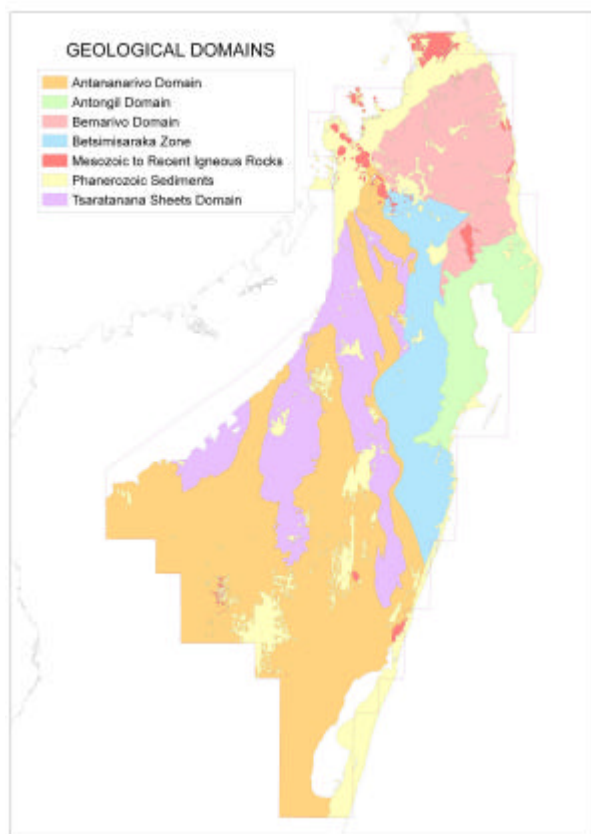 GEOLOGICAL DOMAINS
Antananarivo Domain
Antongil Domain
Bemarivo Domain
Betsimisaraka Zone
Mesozoic to Recent Igneous Rocks
Phanerozoic Sediments
Tsaratanana Sheets Domain